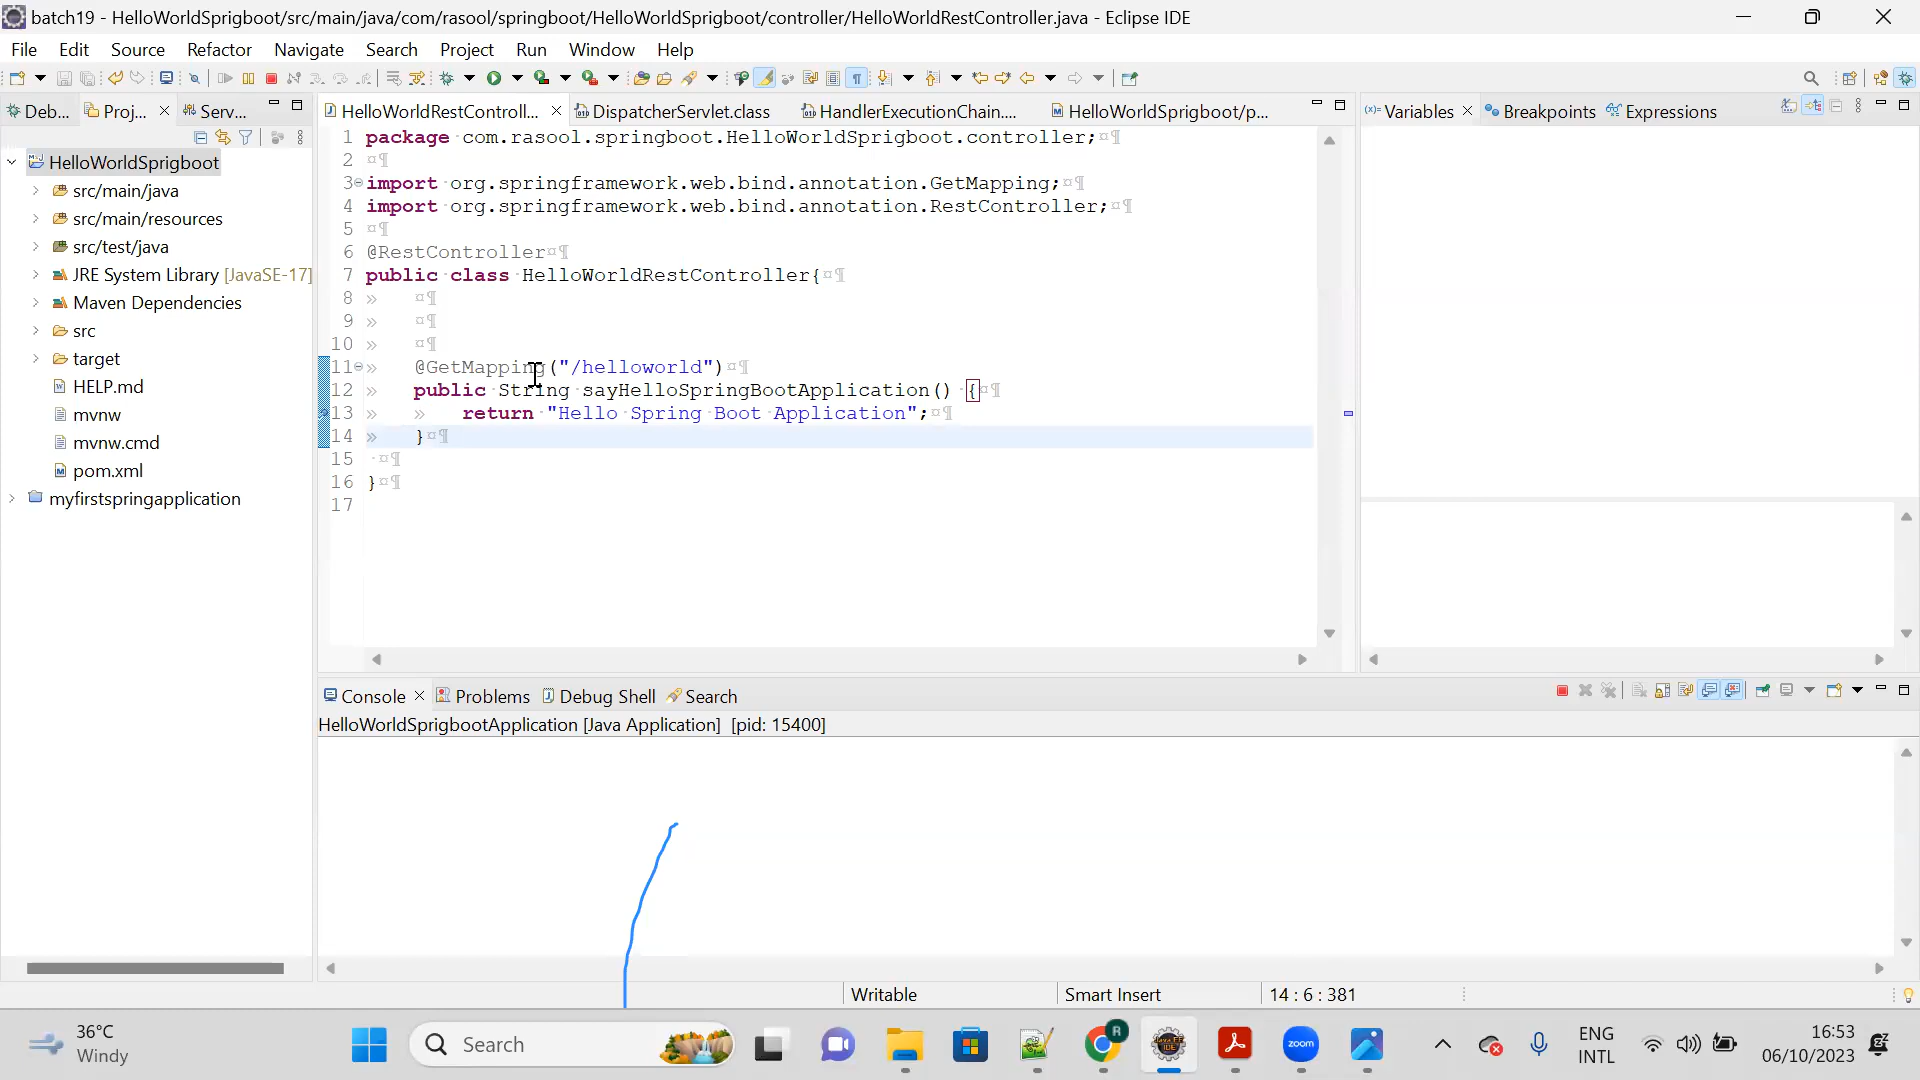 batch19 - HelloWorldSprigboot/src/main/java/com/rasool/springboot/HelloWorldSprigboot/controller/HelloWorldRestController.java - Eclipse IDE
File Edit Source Refactor Navigate Search Project Run Window Help
Deb... Proj... Serv... HelloWorldRestControll... DispatcherServlet.class HandlerExecutionChain.... HelloWorldSprigboot/p... Variables Breakpoints Expressions
HelloWorldSprigboot
src/main/java
src/main/resources
src/test/java
JRE System Library [JavaSE-17]
Maven Dependencies
src
target
HELP.md
mvnw
mvnw.cmd
pom.xml
myfirstspringapplication
1 package com.rasool.springboot.HelloWorldSprigboot.controller;
2
3 import org.springframework.web.bind.annotation.GetMapping;
4 import org.springframework.web.bind.annotation.RestController;
5
6 @RestController
7 public class HelloWorldRestController{
8
9
10
11 @GetMapping("/helloworld")
12 public String sayHelloSpringBootApplication() {
13 return "Hello Spring Boot Application";
14 }
15
16 }
17
Console Problems Debug Shell Search
HelloWorldSprigbootApplication [Java Application] [pid: 15400]
Writable Smart Insert 14 : 6 : 381
36°C
Windy
Search
R
zoom
ENG
INTL
16:53
06/10/2023